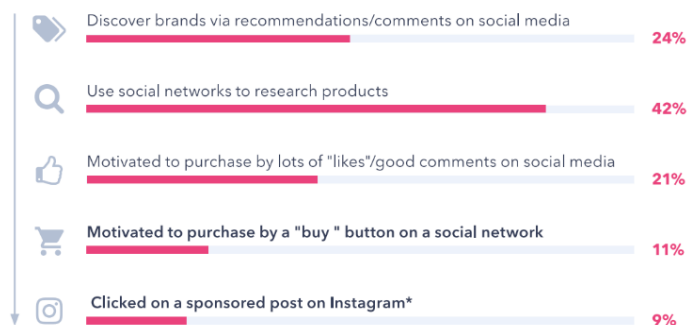 Discover brands via recommendations/comments on social media
24%
Use social networks to research products
42%
Motivated to purchase by lots of "likes"/good comments on social media
21%
Motivated to purchase by a "buy " button on a social network
11%
Clicked on a sponsored post on Instagram*
9%